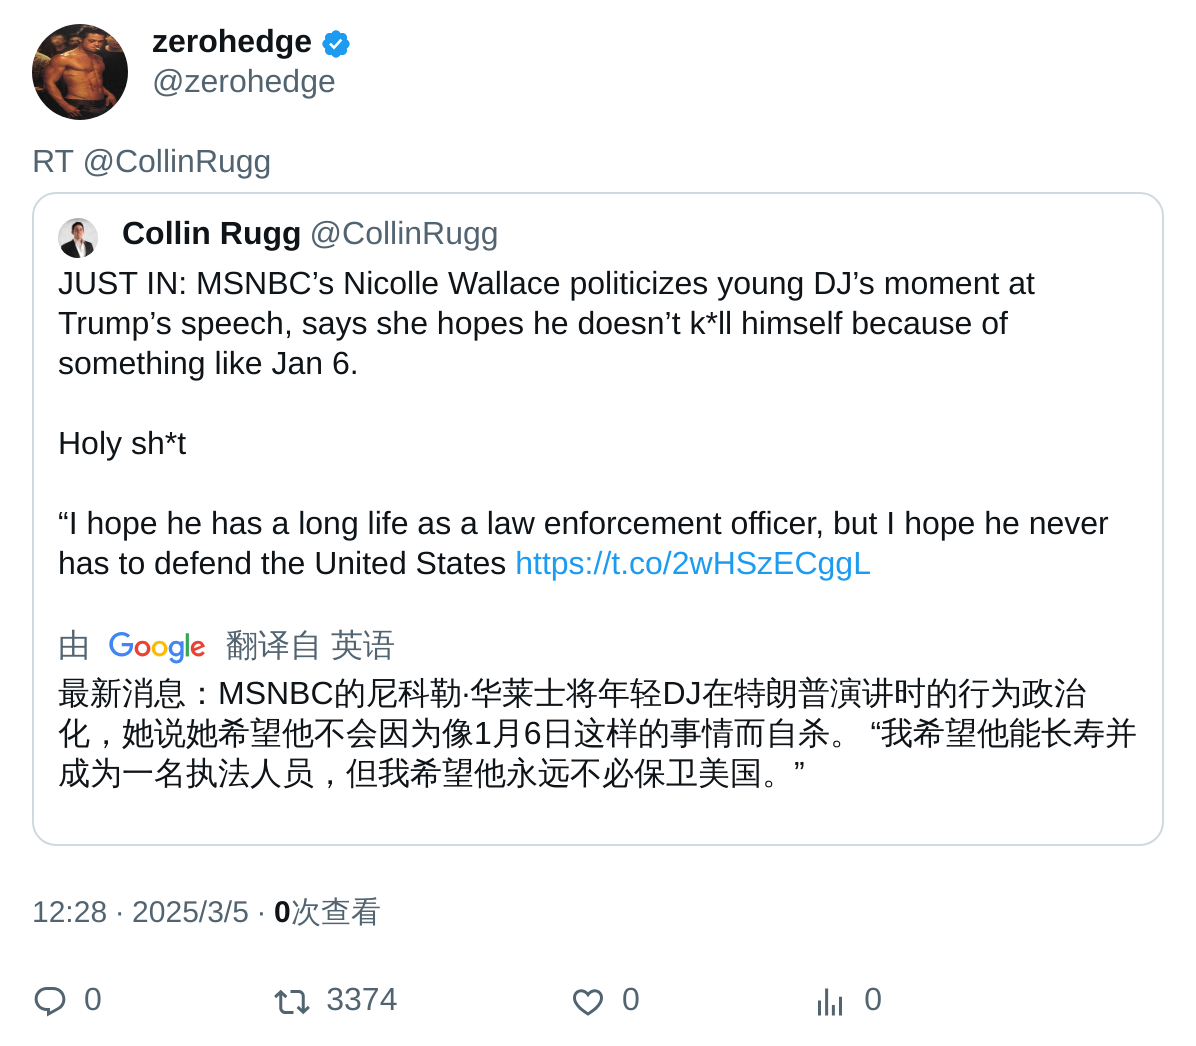 zerohedge
@zerohedge
RT @CollinRugg
Collin Rugg @CollinRugg
JUST IN: MSNBC’s Nicolle Wallace politicizes young DJ’s moment at
Trump’s speech, says she hopes he doesn’t k*ll himself because of
something like Jan 6.
Holy sh*t
“I hope he has a long life as a law enforcement officer, but I hope he never
has to defend the United States https://t.co/2wHSzECggL
由 Google 翻译自 英语
最新消息：MSNBC的尼科勒·华莱士将年轻DJ在特朗普演讲时的行为政治
化，她说她希望他不会因为像1月6日这样的事情而自杀。 “我希望他能长寿并
成为一名执法人员，但我希望他永远不必保卫美国。”
12:28 · 2025/3/5 · 0次查看
0 3374 0 0